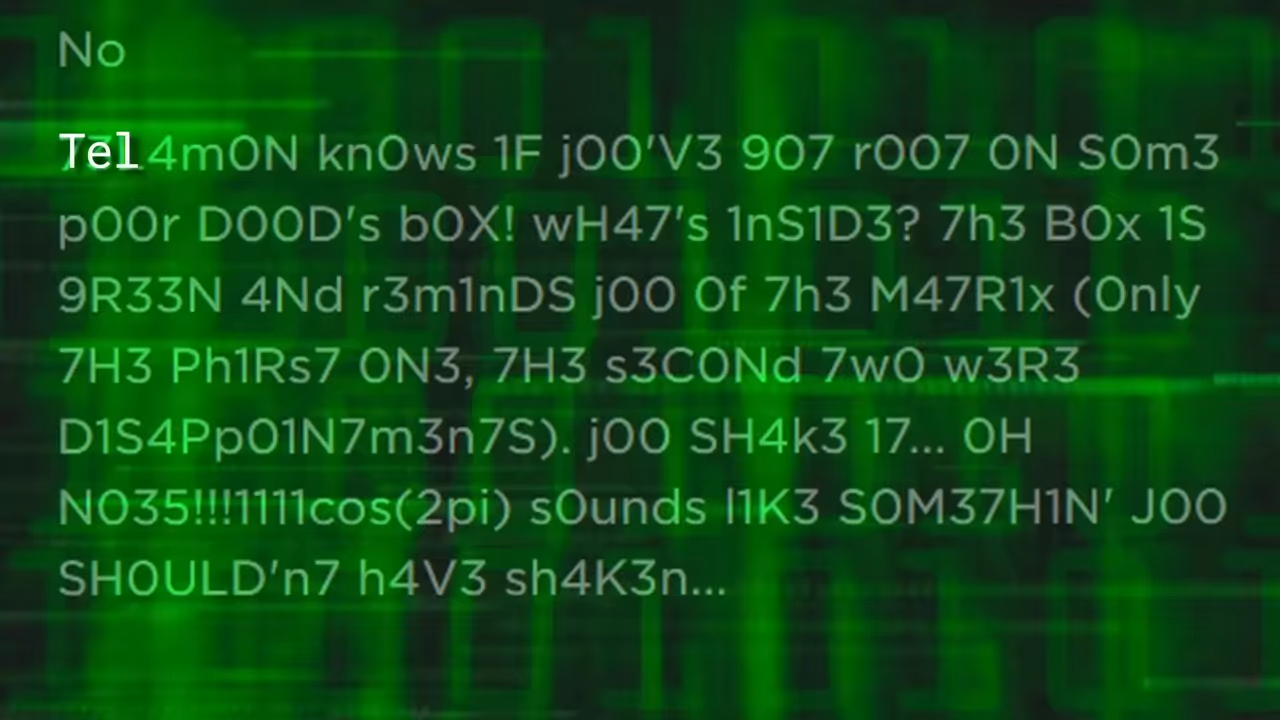 No
Tel4m0N kn0ws 1F j00'V3 907 r007 0N S0m3
p00r D00D's b0X! wH47's 1nS1D3? 7h3 B0x 1S
9R33N 4Nd r3m1nDS j00 0f 7h3 M47R1x (0nly
7H3 Ph1Rs7 0N3, 7H3 s3C0Nd 7w0 w3R3
D1S4Pp01N7m3n7S). j00 SH4k3 17... 0H
N035!!!1111cos(2pi) s0unds l1K3 S0M37H1N' J00
SH0ULD'n7 h4V3 sh4K3n...